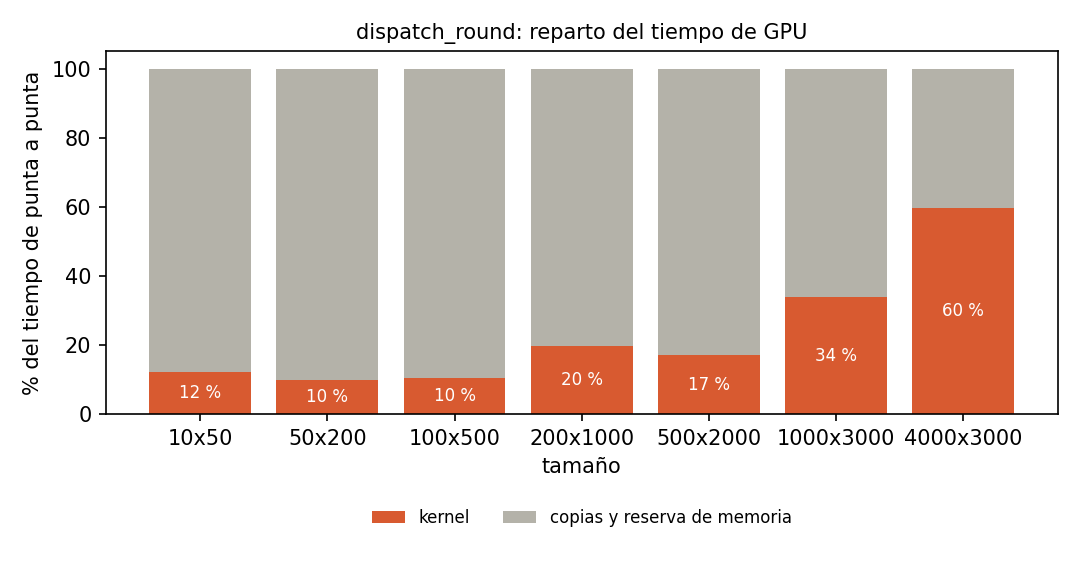 dispatch_round: reparto del tiempo de GPU
% del tiempo de punta a punta
100
80
60
40
20
0
12 %
10 %
10 %
20 %
17 %
34 %
60 %
10x50 50x200 100x500 200x1000 500x2000 1000x3000 4000x3000
tamaño
kernel copias y reserva de memoria